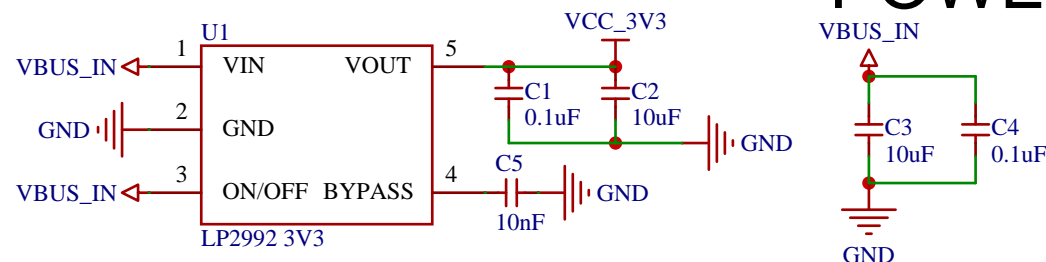 POWE
U1
VCC_3V3
VBUS_IN
1
5
VBUS_IN
VIN
VOUT
C1
0.1uF
C2
10uF
2
GND
GND
GND
C3
10uF
C4
0.1uF
3
4
C5
VBUS_IN
ON/OFF
BYPASS
GND
10nF
LP2992 3V3
GND